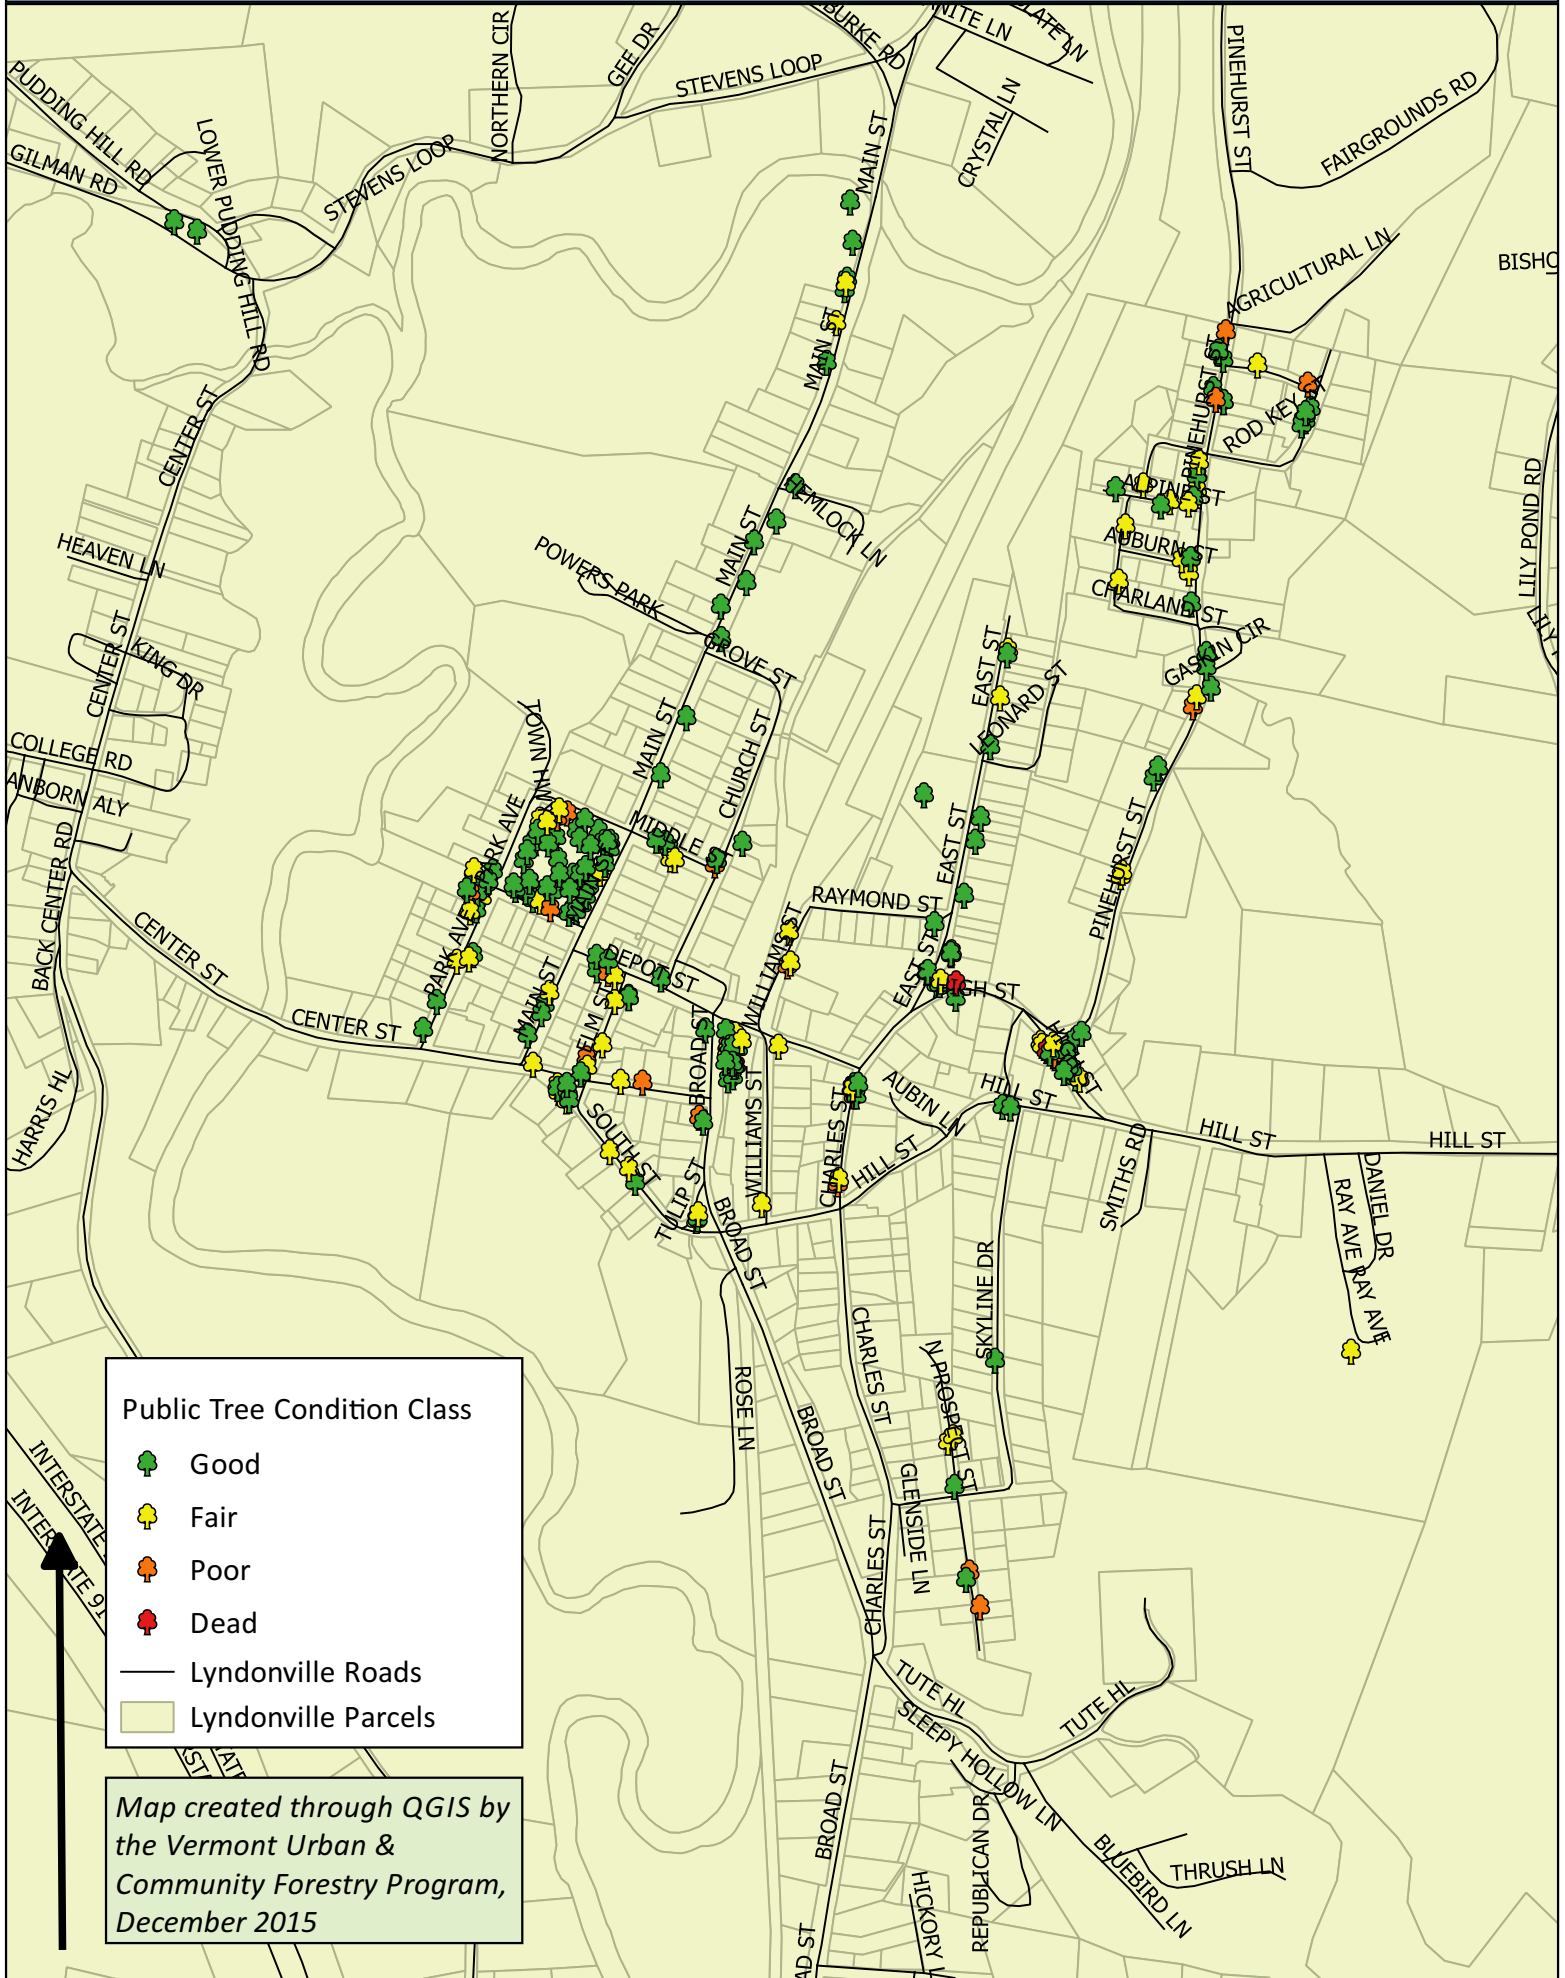 BURKE RD
STEVENS LOOP
GEE DR
NORTHERN CIR
PUDDING HILL RD
GILMAN RD
LOWER PUDDING HILL RD
STEVENS LOOP
MAIN ST
CRYSTAL LN
PINEHURST ST
FAIRGROUNDS RD
AGRICULTURAL LN
MAIN ST
CENTER ST
PINEHURST ST
ROD KEY
ALPINE ST
HEMLOCK LN
MAIN ST
POWERS PARK
HEAVEN LN
AUBURN ST
CHARLAND ST
LILY POND RD
GASKIN CIR
GROVE ST
EAST ST
LEONARD ST
CENTER ST
KING DR
MAIN ST
CHURCH ST
COLLEGE RD
ANBORN ALY
PARK AVE
MIDDLE ST
EAST ST
PINEHURST ST
BACK CENTER RD
CENTER ST
RAYMOND ST
MAIN ST
PARK AVE
DEPOT ST
WILLIAMS ST
EAST ST
HIGH ST
MAIN ST
ELM ST
CENTER ST
BROAD ST
WILLIAMS ST
AUBIN LN
HILL ST
HARRIS HL
SOUTH ST
CHARLES ST
HILL ST
SMITHS RD
HILL ST
HILL ST
TULIP ST
BROAD ST
DANIEL DR
RAY AVE
RAY AVE
SKYLINE DR
CHARLES ST
N PROSPECT ST
ROSE LN
BROAD ST
GLENSIDE LN
CHARLES ST
Public Tree Condition Class
Good
Fair
Poor
Dead
Lyndonville Roads
Lyndonville Parcels
INTERSTATE
Map created through QGIS by
the Vermont Urban &
Community Forestry Program,
December 2015
TUTE HL
TUTE HL
SLEEPY HOLLOW LN
BROAD ST
REPUBLICAN DR
BLUEBIRD LN
THRUSH LN
HICKORY